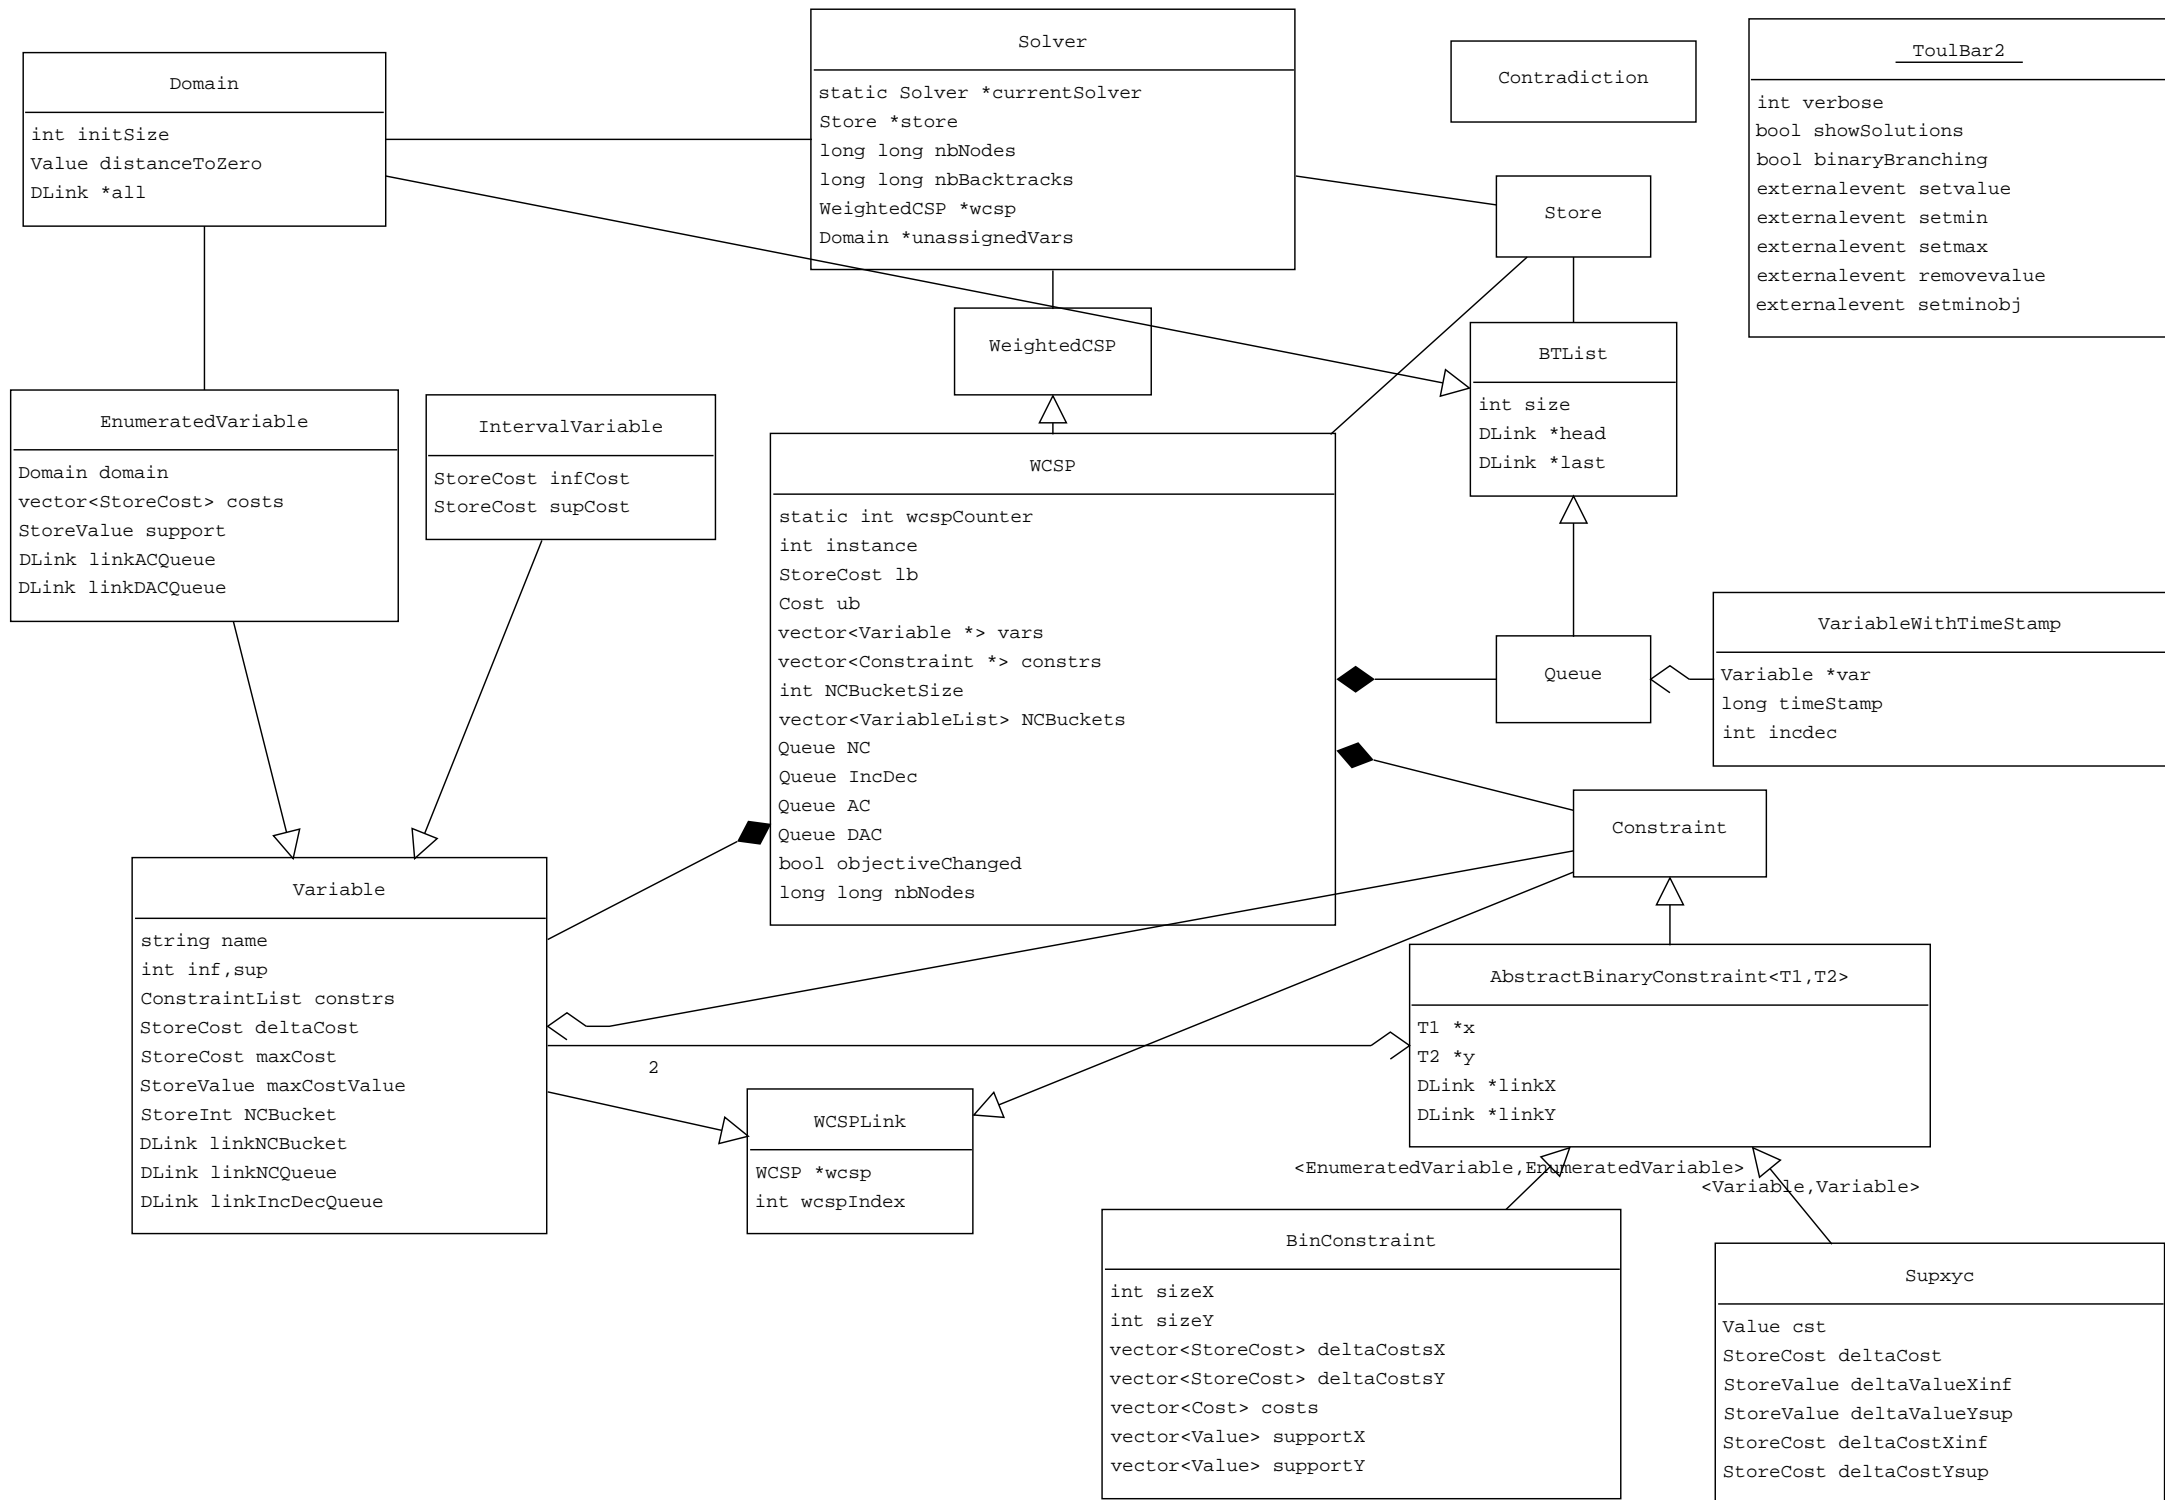 Domain
int initSize
Value distanceToZero
DLink *all
Solver
static Solver *currentSolver
Store *store
long long nbNodes
long long nbBacktracks
WeightedCSP *wcsp
Domain *unassignedVars
Contradiction
ToulBar2
int verbose
bool showSolutions
bool binaryBranching
externalevent setvalue
externalevent setmin
externalevent setmax
externalevent removevalue
externalevent setminobj
Store
WeightedCSP
BTList
int size
DLink *head
DLink *last
EnumeratedVariable
Domain domain
vector<StoreCost> costs
StoreValue support
DLink linkACQueue
DLink linkDACQueue
IntervalVariable
StoreCost infCost
StoreCost supCost
WCSP
static int wcspCounter
int instance
StoreCost lb
Cost ub
vector<Variable *> vars
vector<Constraint *> constrs
int NCBucketSize
vector<VariableList> NCBuckets
Queue NC
Queue IncDec
Queue AC
Queue DAC
bool objectiveChanged
long long nbNodes
Queue
VariableWithTimeStamp
Variable *var
long timeStamp
int incdec
Constraint
Variable
string name
int inf,sup
ConstraintList constrs
StoreCost deltaCost
StoreCost maxCost
StoreValue maxCostValue
StoreInt NCBucket
DLink linkNCBucket
DLink linkNCQueue
DLink linkIncDecQueue
2
WCSPLink
WCSP *wcsp
int wcspIndex
AbstractBinaryConstraint<T1,T2>
T1 *x
T2 *y
DLink *linkX
DLink *linkY
<EnumeratedVariable,EnumeratedVariable>
<Variable,Variable>
BinConstraint
int sizeX
int sizeY
vector<StoreCost> deltaCostsX
vector<StoreCost> deltaCostsY
vector<Cost> costs
vector<Value> supportX
vector<Value> supportY
Supxyc
Value cst
StoreCost deltaCost
StoreValue deltaValueXinf
StoreValue deltaValueYsup
StoreCost deltaCostXinf
StoreCost deltaCostYsup